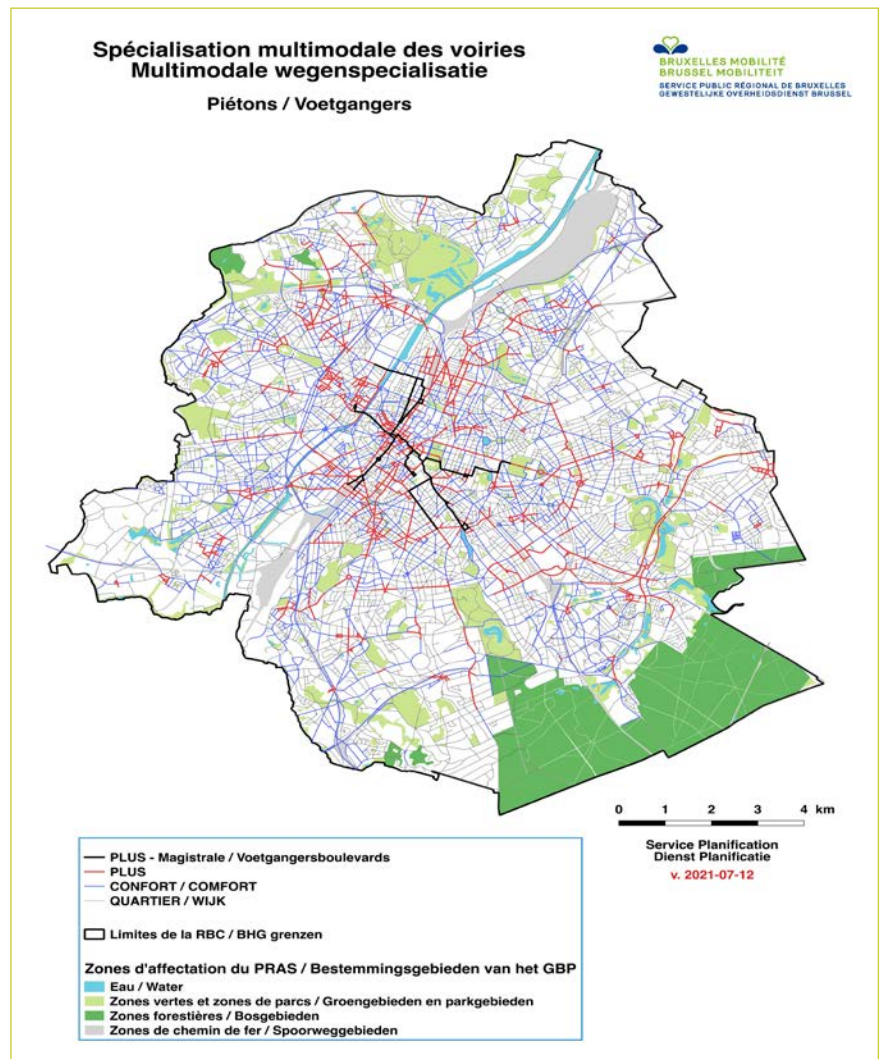 Spécialisation multimodale des voiries
Multimodale wegenspecialisatie
Piétons / Voetgangers
BRUXELLES MOBILITÉ
BRUSSEL MOBILITEIT
SERVICE PUBLIC RÉGIONAL DE BRUXELLES
GEWESTELIJKE OVERHEIDSDIENST BRUSSEL
0 1 2 3 4 km
Service Planification
Dienst Planificatie
v. 2021-07-12
PLUS - Magistrale / Voetgangersboulevards
PLUS
CONFORT / COMFORT
QUARTIER / WIJK
Limites de la RBC / BHG grenzen
Zones d'affectation du PRAS / Bestemmingsgebieden van het GBP
Eau / Water
Zones vertes et zones de parcs / Groengebieden en parkgebieden
Zones forestières / Bosgebieden
Zones de chemin de fer / Spoorweggebieden